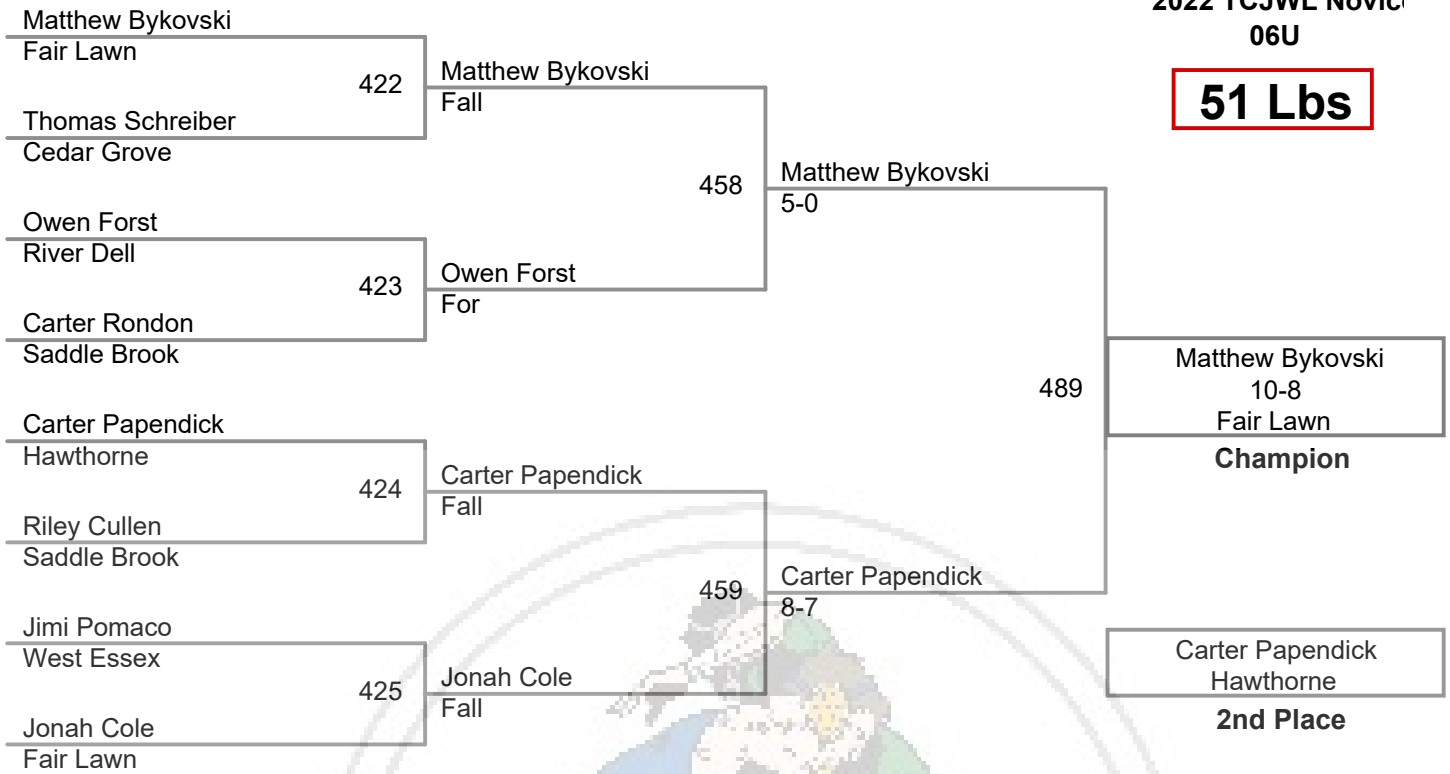 2022 TCJWL
06U
51 Lbs
Matthew Bykovski
Fair Lawn
422
Thomas Schreiber
Cedar Grove
Owen Forst
River Dell
423
Carter Rondon
Saddle Brook
Carter Papendick
Hawthorne
424
Riley Cullen
Saddle Brook
Jimi Pomaco
West Essex
425
Jonah Cole
Fair Lawn
Matthew Bykovski
Fall
458
Owen Forst
For
Carter Papendick
Fall
459
Jonah Cole
Fall
Matthew Bykovski
5-0
489
Carter Papendick
8-7
Matthew Bykovski
10-8
Fair Lawn
Champion
Carter Papendick
Hawthorne
2nd Place